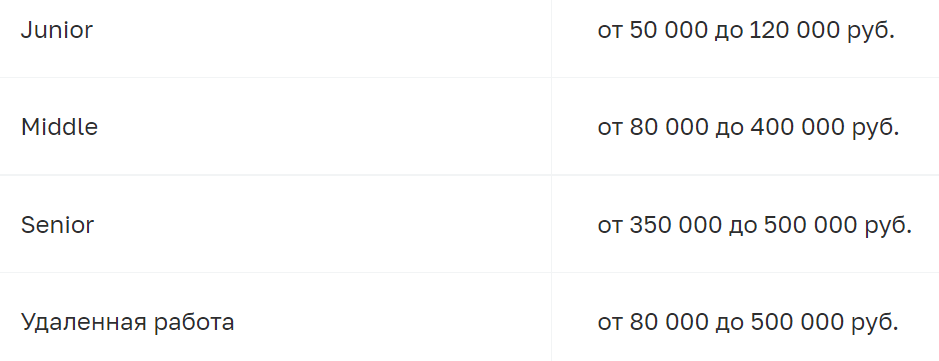 Junior от 50 000 до 120 000 руб.
Middle от 80 000 до 400 000 руб.
Senior от 350 000 до 500 000 руб.
Удаленная работа от 80 000 до 500 000 руб.